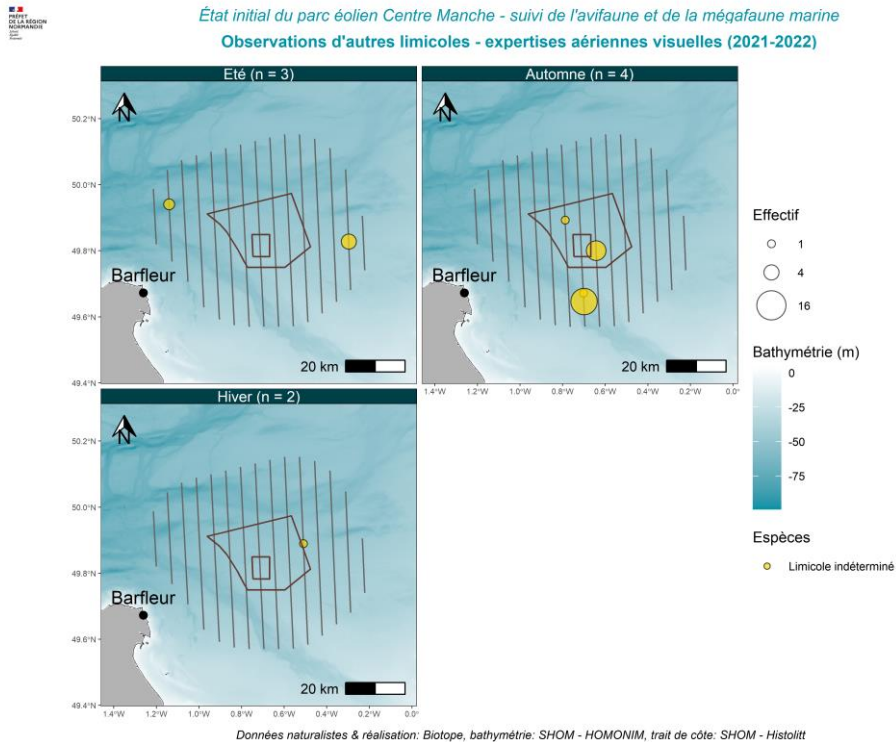 PRÉFET
DE LA RÉGION
NORMANDIE
État initial du parc éolien Centre Manche - suivi de l'avifaune et de la mégafaune marine
Observations d'autres limicoles - expertises aériennes visuelles (2021-2022)
Eté (n = 3)
Automne (n = 4)
N
N
50.2°N
50.0°N
49.8°N
49.6°N
49.4°N
Barfleur
Barfleur
20 km
20 km
1.4°W
1.2°W
1.0°W
0.8°W
0.6°W
0.4°W
0.2°W
0.0°
Effectif
1
4
16
Bathymétrie (m)
0
-25
-50
-75
Espèces
Limicole indéterminé
Hiver (n = 2)
N
50.2°N
50.0°N
49.8°N
49.6°N
49.4°N
Barfleur
20 km
1.4°W
1.2°W
1.0°W
0.8°W
0.6°W
0.4°W
0.2°W
0.0°
Données naturalistes & réalisation: Biotope, bathymétrie: SHOM - HOMONIM, trait de côte: SHOM - Histolitt